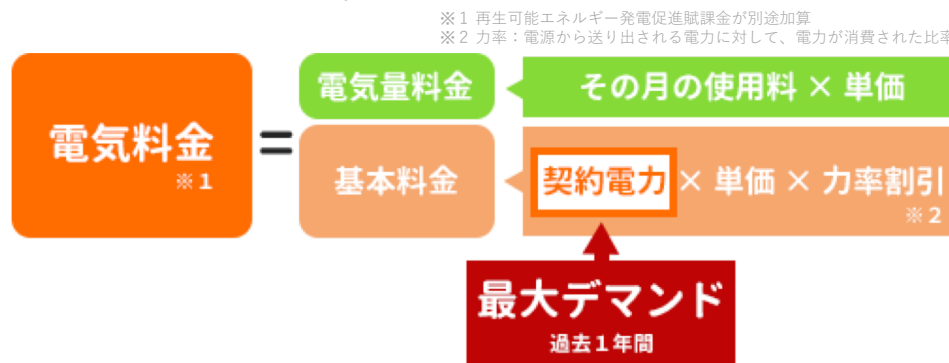 ※1 再生可能エネルギー発電促進賦課金が別途加算
※2 力率：電源から送り出される電力に対して、電力が消費された比率
電気料金
※1
=
電気量料金
その月の使用料 × 単価
基本料金
契約電力 × 単価 × 力率割引
※2
最大デマンド
過去1年間